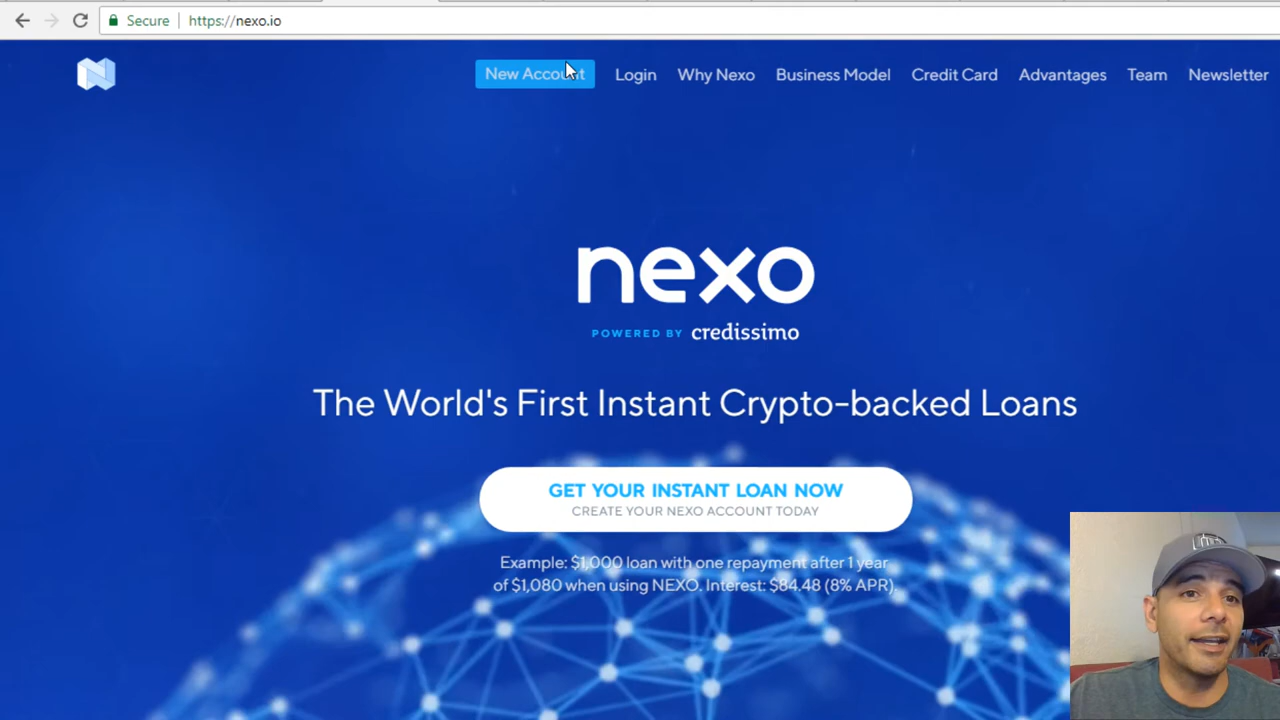 Secure https://nexo.io
New Account Login Why Nexo Business Model Credit Card Advantages Team Newsletter
nexo
POWERED BY credissimo
The World's First Instant Crypto-backed Loans
GET YOUR INSTANT LOAN NOW
CREATE YOUR NEXO ACCOUNT TODAY
Example: $1,000 loan with one repayment after 1 year
of $1,080 when using NEXO. Interest: $84.48 (8% APR)